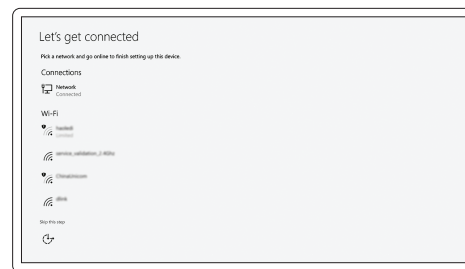 Let's get connected
Pick a network and go online to finish setting up this device.
Connections
Network
Connected
Wi-Fi
Limited
service_validation_2.4GHz
ChinaUnicom
dlink
Skip this step